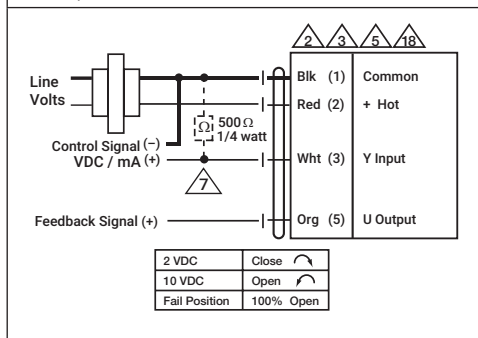 2 3 5 18
Line
Volts
Blk (1) Common
Red (2) + Hot
Ω 500 Ω
1/4 watt
Control Signal (–)
VDC / mA (+)
Wht (3) Y Input
7
Feedback Signal (+)
Org (5) U Output
2 VDC Close
10 VDC Open
Fail Position 100% Open